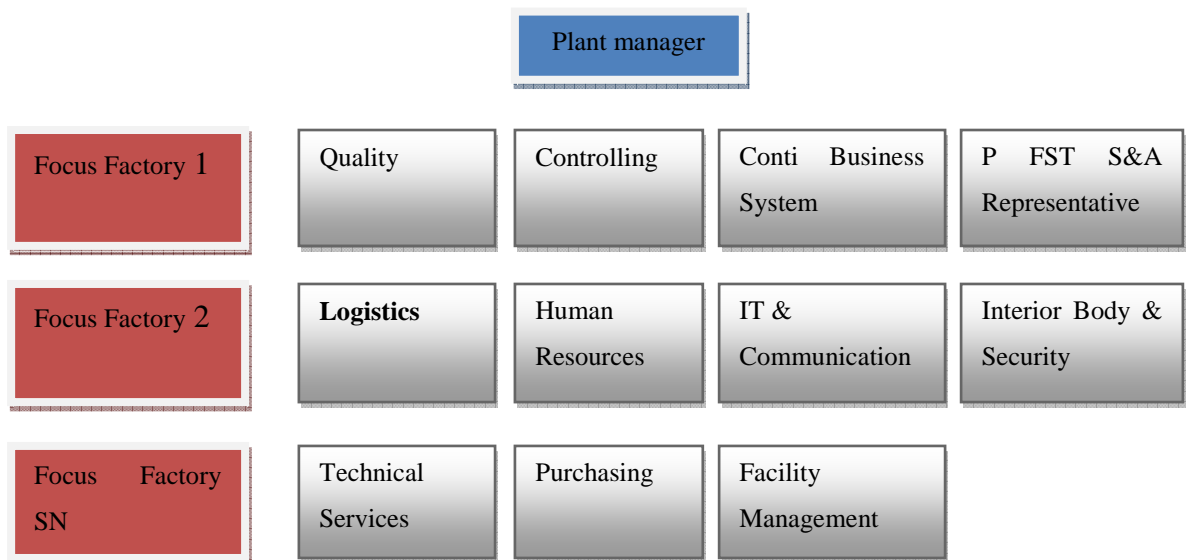 Plant manager
Focus Factory 1
Quality
Controlling
Conti Business
System
P FST S&A
Representative
Focus Factory 2
Logistics
Human
Resources
IT &
Communication
Interior Body &
Security
Focus Factory
SN
Technical
Services
Purchasing
Facility
Management